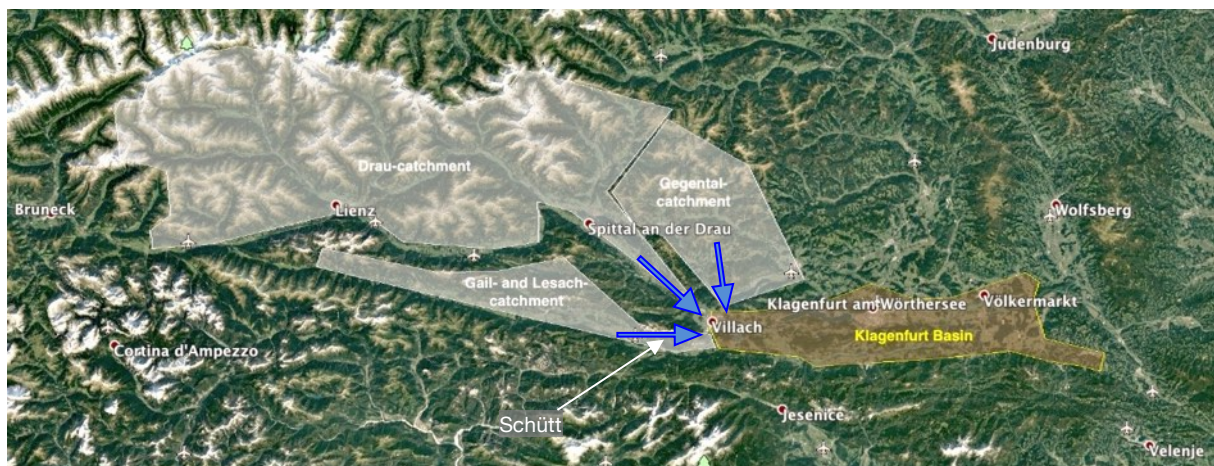 Judenburg
Drau-catchment
Gegental-
catchment
Bruneck
Lienz
Wolfsberg
Spittal an der Drau
Gail- and Lesach-
catchment
Klagenfurt am Wörthersee
Völkermarkt
Villach
Klagenfurt Basin
Cortina d'Ampezzo
Schütt
Jesenice
Velenje